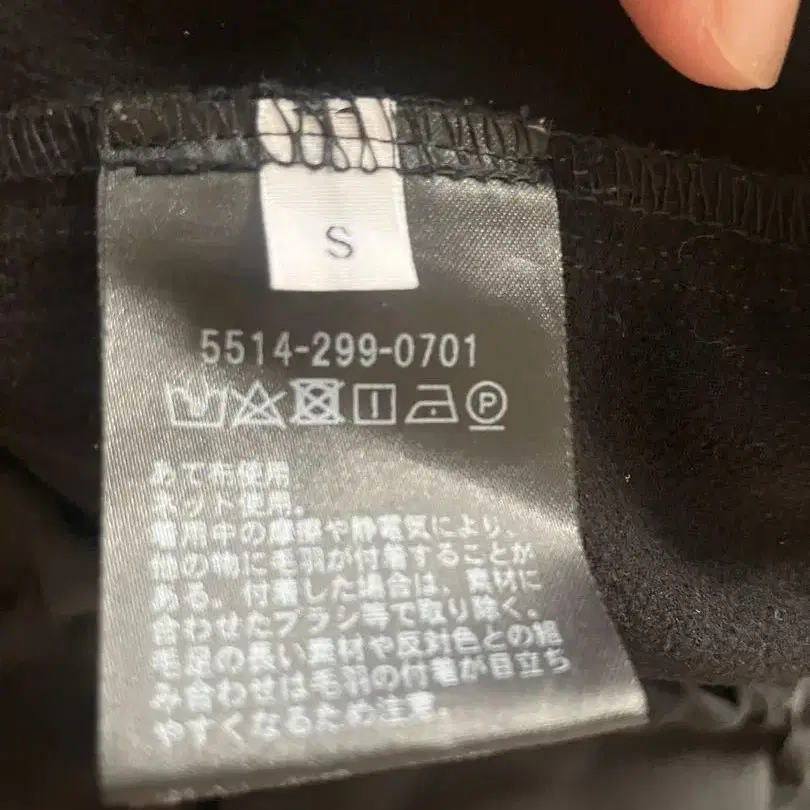 S
5514-299-0701
P
あて布使用。
ネット使用。
着用中の摩擦や静電気により、
他の物に毛羽が付着することが
ある。付着した場合は、素材に
合わせたブラシ等で取り除く。
毛足の長い素材や反対色との組
み合わせは毛羽の付着が目立ち
やすくなるため注意。